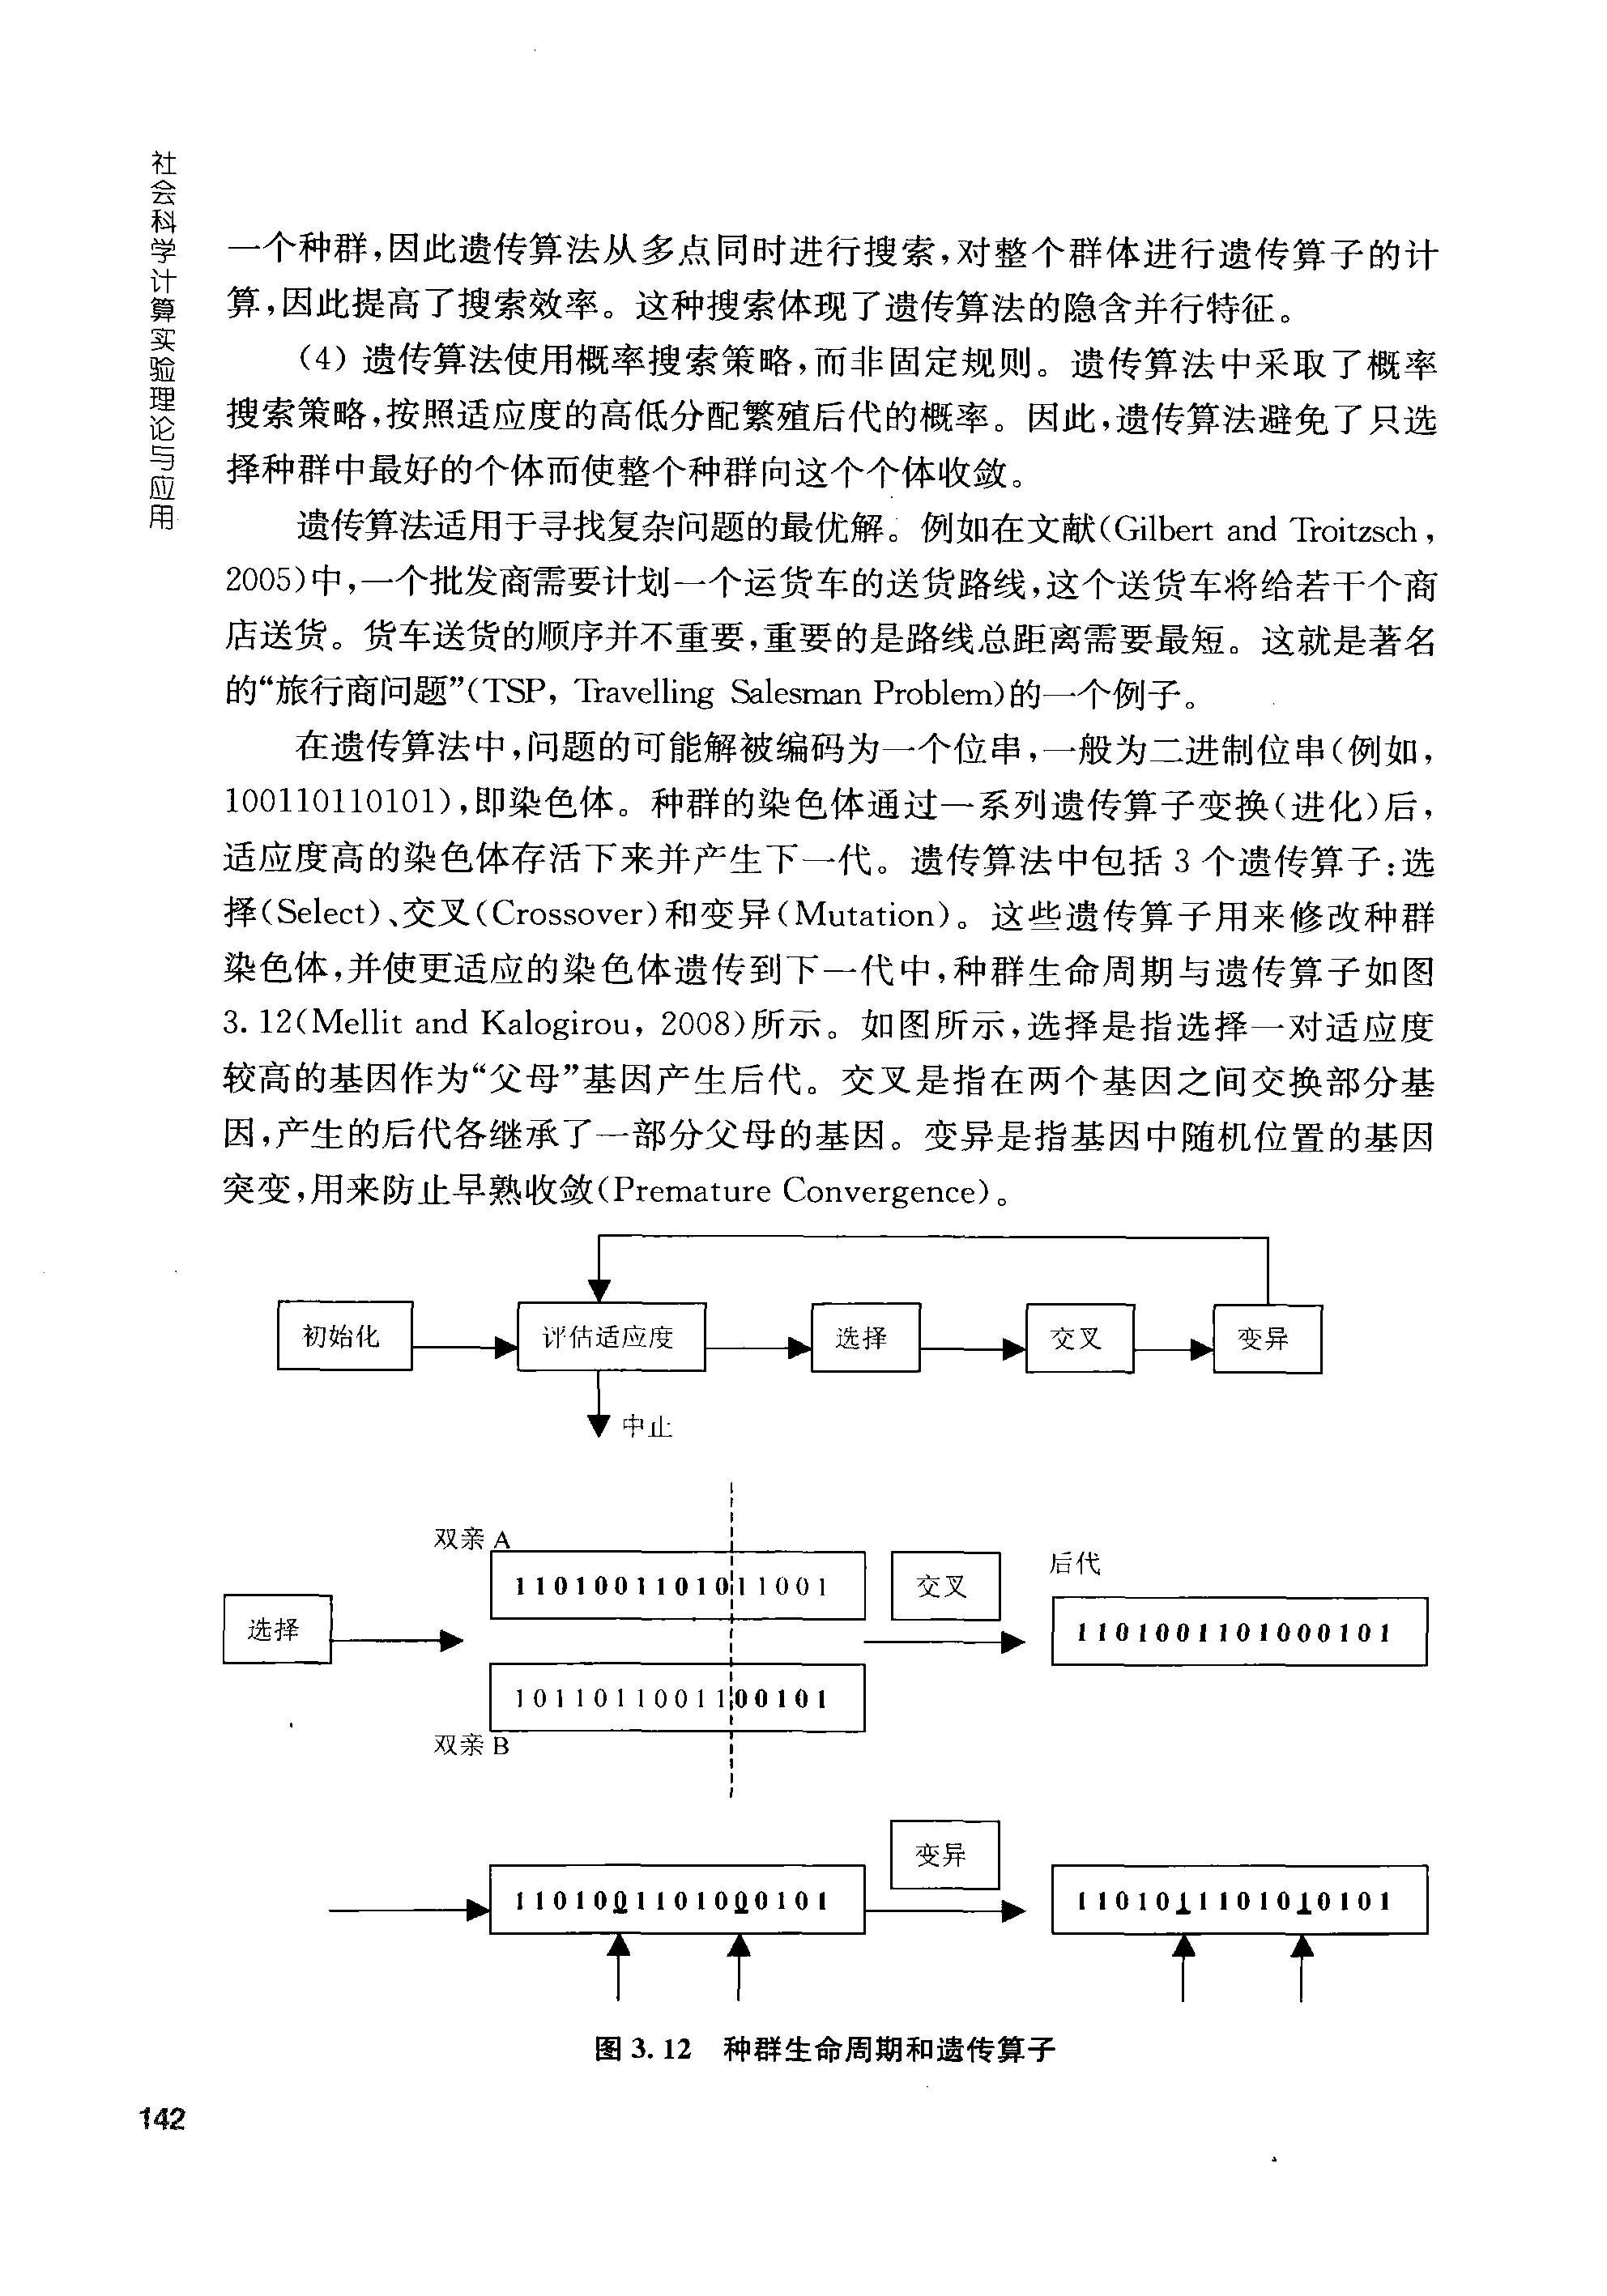 社会科学计算实验理论与应用
一个种群,因此遗传算法从多点同时进行搜索,对整个群体进行遗传算子的计
算,因此提高了搜索效率。这种搜索体现了遗传算法的隐含并行特征。
(4) 遗传算法使用概率搜索策略,而非固定规则。遗传算法中采取了概率
搜索策略,按照适应度的高低分配繁殖后代的概率。因此,遗传算法避免了只选
择种群中最好的个体而使整个种群向这个个体收敛。
遗传算法适用于寻找复杂问题的最优解。例如在文献(Gilbert and Troitzsch,
2005)中,一个批发商需要计划一个运货车的送货路线,这个送货车将给若干个商
店送货。货车送货的顺序并不重要,重要的是路线总距离需要最短。这就是著名
的“旅行商问题”(TSP, Travelling Salesman Problem)的一个例子。
在遗传算法中,问题的可能解被编码为一个位串,一般为二进制位串(例如,
100110110101),即染色体。种群的染色体通过一系列遗传算子变换(进化)后,
适应度高的染色体存活下来并产生下一代。遗传算法中包括 3 个遗传算子:选
择(Select)、交叉(Crossover)和变异(Mutation)。这些遗传算子用来修改种群
染色体,并使更适应的染色体遗传到下一代中,种群生命周期与遗传算子如图
3.12(Mellit and Kalogirou, 2008)所示。如图所示,选择是指选择一对适应度
较高的基因作为“父母”基因产生后代。交叉是指在两个基因之间交换部分基
因,产生的后代各继承了一部分父母的基因。变异是指基因中随机位置的基因
突变,用来防止早熟收敛(Premature Convergence)。
初始化 评估适应度 选择 交叉 变异
中止
双亲 A
1101001101011001
交叉
后代
选择
1101001101000101
1011011001100101
双亲 B
变异
1101001101000101
1101011101010101
图 3.12 种群生命周期和遗传算子
142